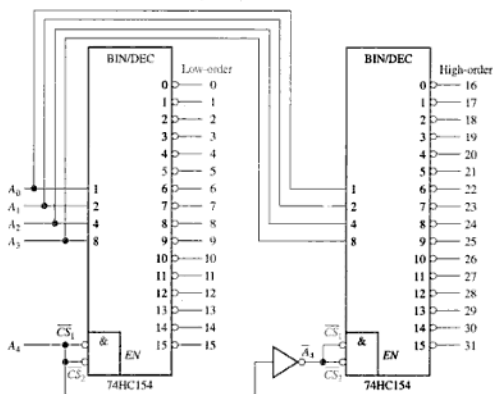 BIN/DEC
Low-order
0 0
1 1
2 2
3 3
4 4
5 5
6 6
7 7
8 8
9 9
10 10
11 11
12 12
13 13
14 14
15 15
A0 1
A1 2
A2 4
A3 8
A4
CS1
CS2
&
EN
74HC154
BIN/DEC
High-order
0 16
1 17
2 18
3 19
4 20
5 21
6 22
7 23
8 24
9 25
10 26
11 27
12 28
13 29
14 30
15 31
1
2
4
8
A4
CS1
CS2
&
EN
74HC154